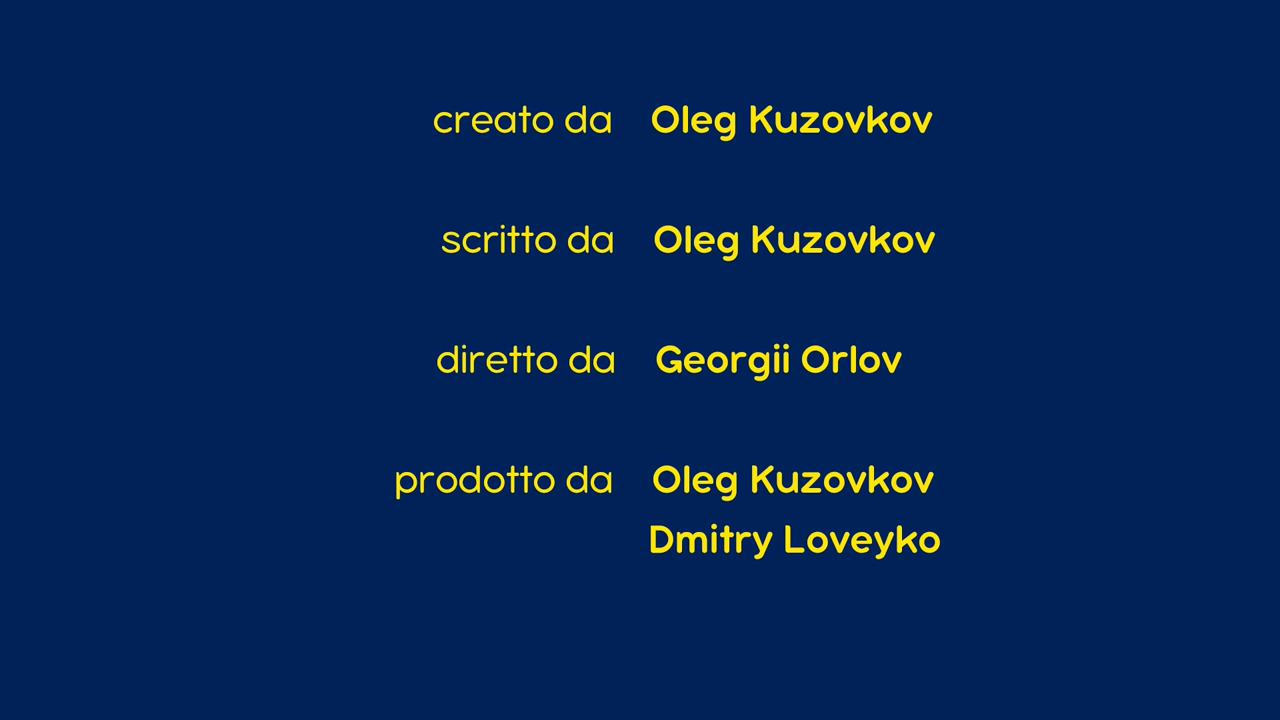 creato da Oleg Kuzovkov
scritto da Oleg Kuzovkov
diretto da Georgii Orlov
prodotto da Oleg Kuzovkov
Dmitry Loveyko